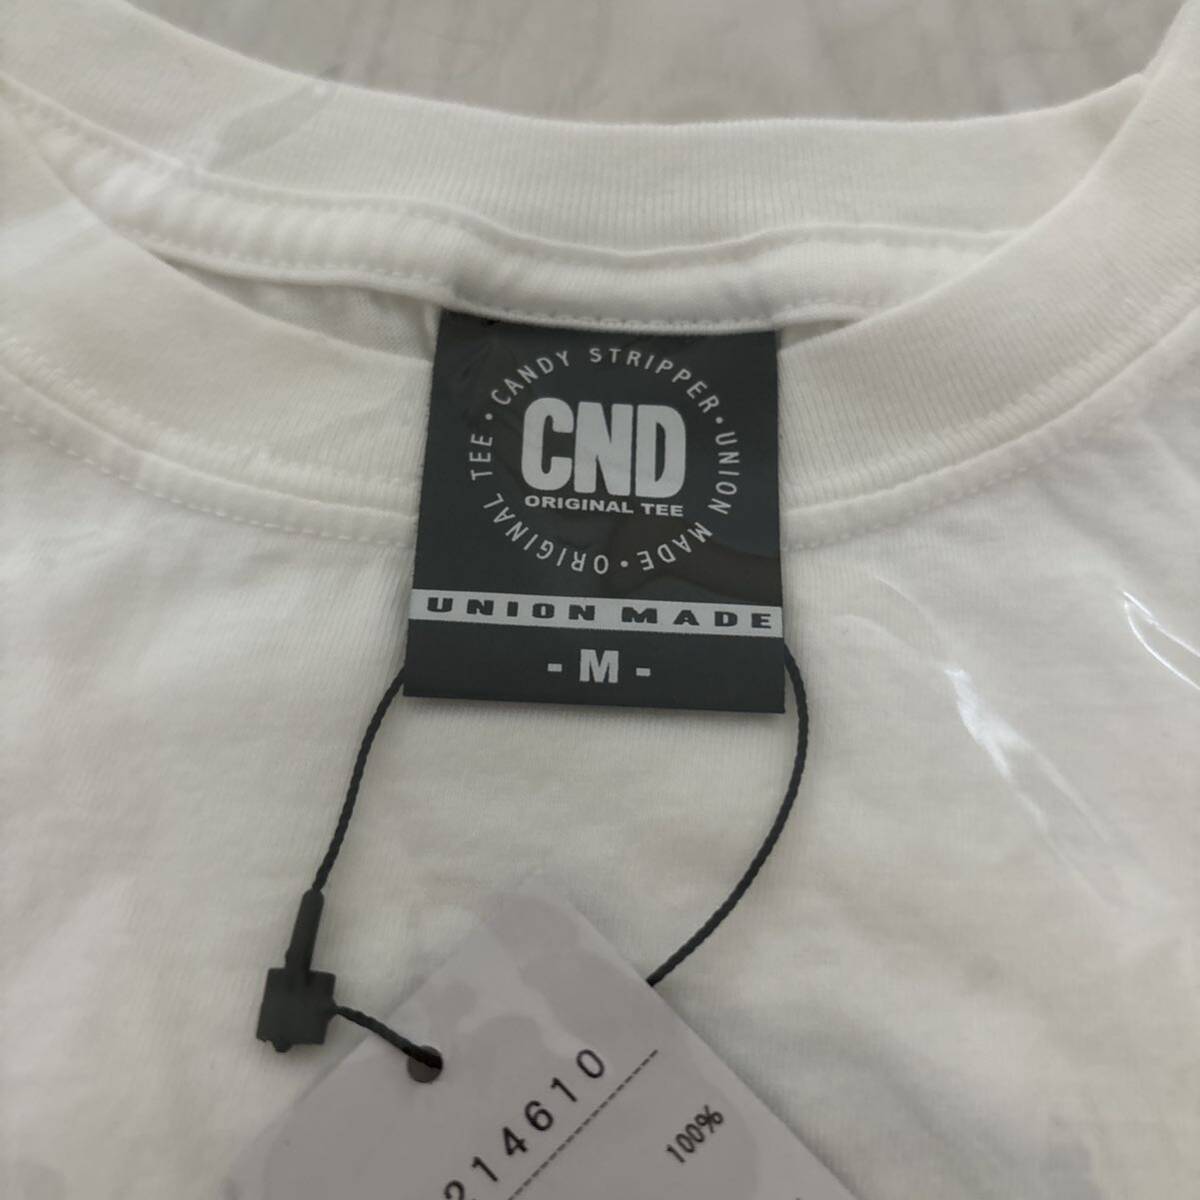 CANDY STRIPPER · UNION MADE · ORIGINAL TEE ·
CND
ORIGINAL TEE
UNION MADE
- M -
214610
100%